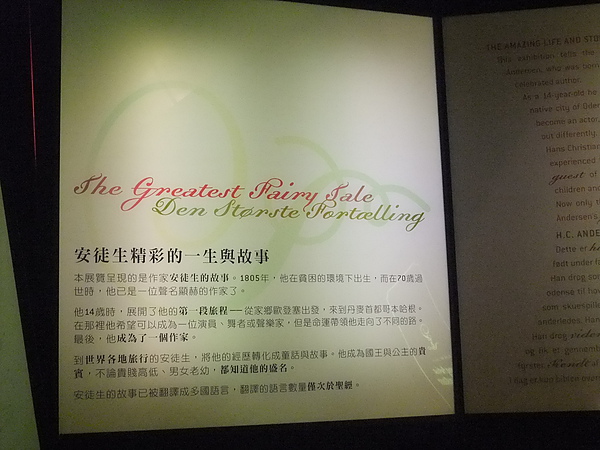 The Greatest Fairy Tale
Den Største Fortælling
安徒生精彩的一生與故事
本展覽呈現的是作家安徒生的故事。1805年，他在貧困的環境下出生，而在70歲過
世時，他已是一位聲名顯赫的作家了。
他14歲時，展開了他的第一段旅程──從家鄉歐登塞出發，來到丹麥首都哥本哈根。
在那裡他希望可以成為一位演員、舞者或聲樂家，但是命運帶領他走向了不同的路。
最後，他成為了一個作家。
到世界各地旅行的安徒生，將他的經歷轉化成童話與故事。他成為國王與公主的貴
賓，不論貴賤高低、男女老幼，都知道他的盛名。
安徒生的故事已被翻譯成多國語言，翻譯的語言數量僅次於聖經。
THE AMAZING LIFE AND STO
This exhibition tells the
Andersen, who was born
celebrated author.
As a 14-year-old he
native city of Oden
become an actor,
out differently.
Hans Christian
experienced
guest of
children and
Now only t
Andersen's
H.C. ANDE
Dette er h
født under f
Han drog so
odense til ha
som skuespille
anderledes. Han
Han drog viden
og tik er gennemt
Fyrster, kendt af
I dag er kun biblen overs